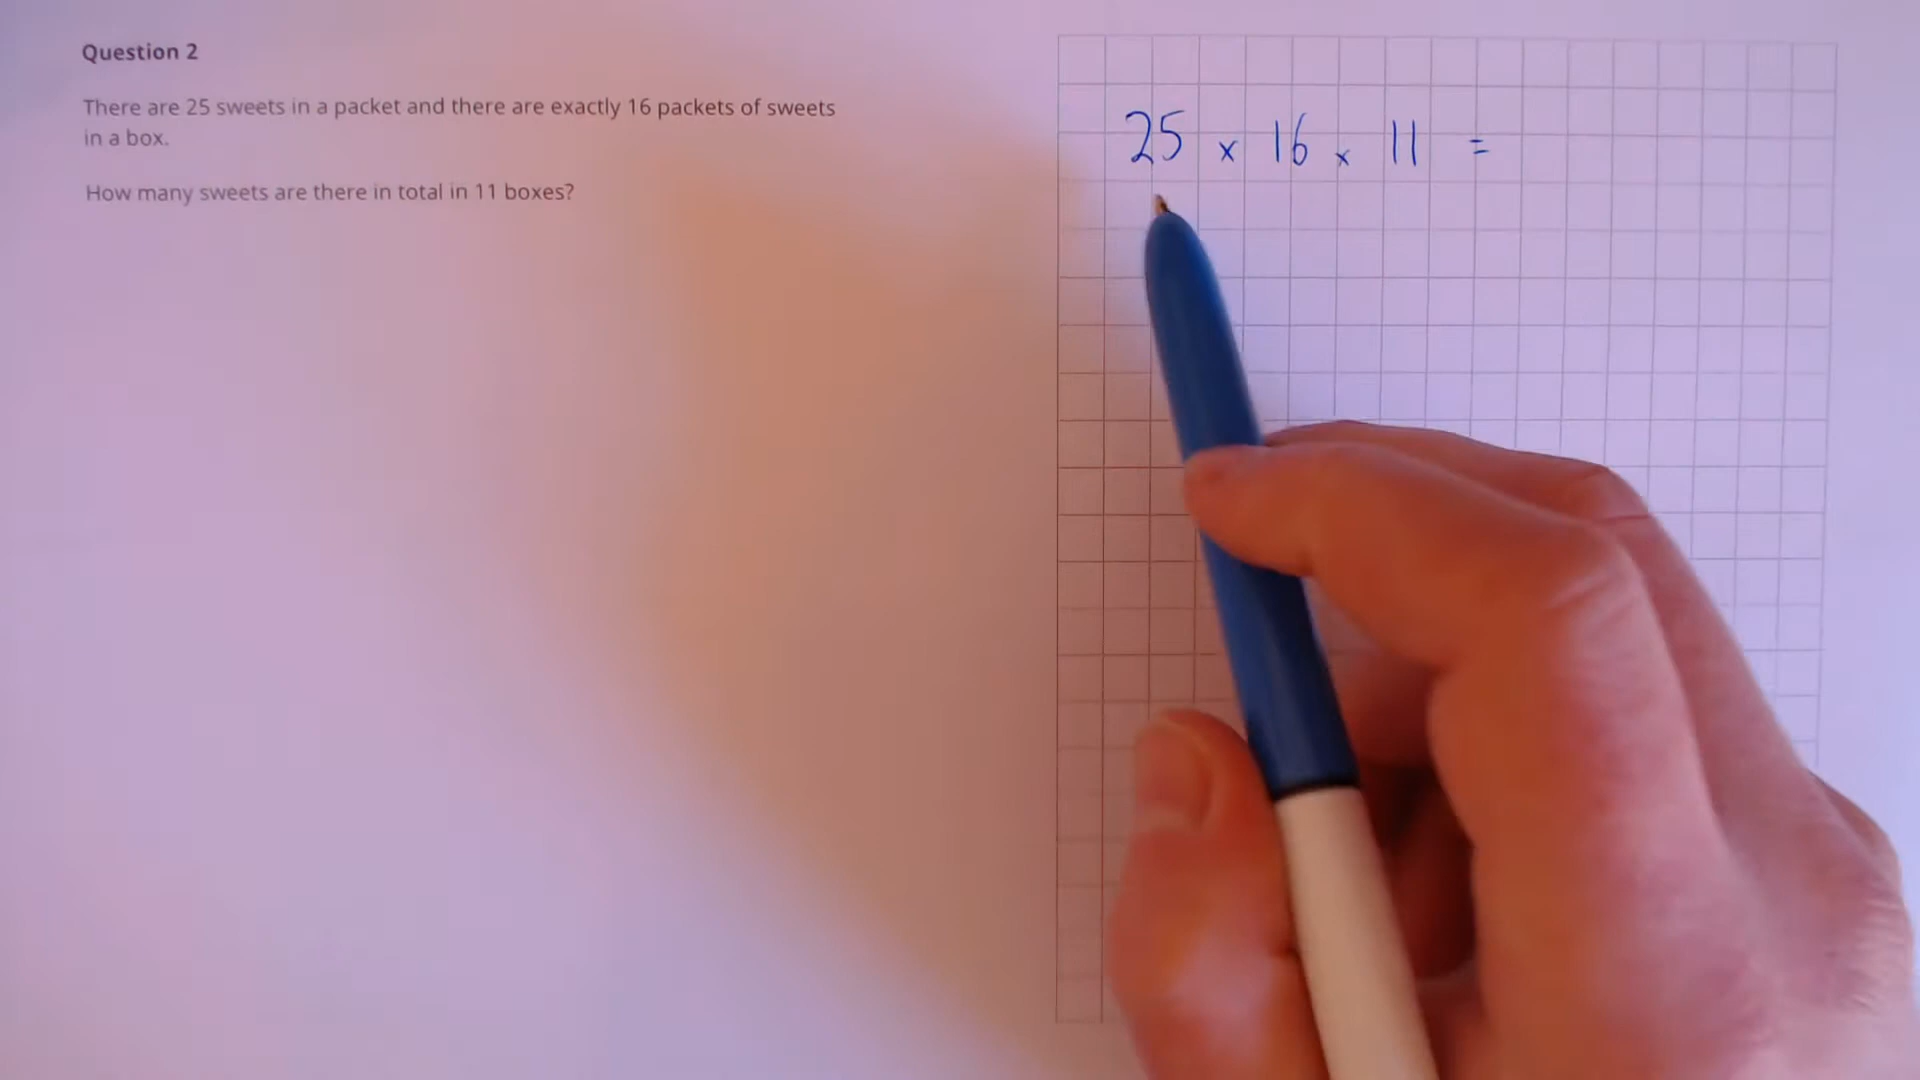 Question 2
There are 25 sweets in a packet and there are exactly 16 packets of sweets
in a box.
How many sweets are there in total in 11 boxes?
25 × 16 × 11 =